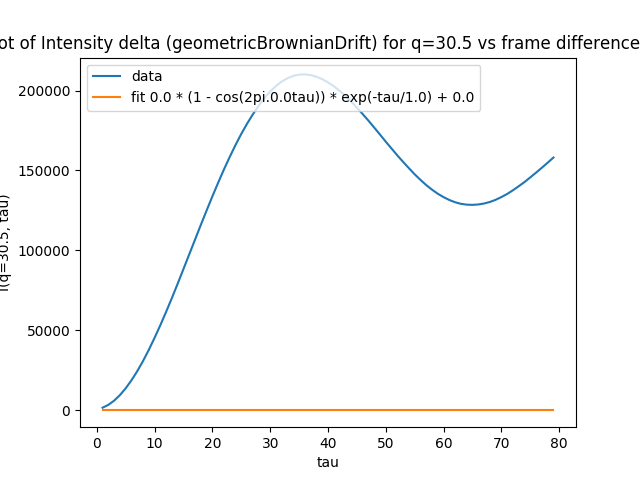 ot of Intensity delta (geometricBrownianDrift) for q=30.5 vs frame difference
data
fit 0.0 * (1 - cos(2pi.0.0tau)) * exp(-tau/1.0) + 0.0
200000
150000
100000
50000
0
I(q=30.5, tau)
0 10 20 30 40 50 60 70 80
tau